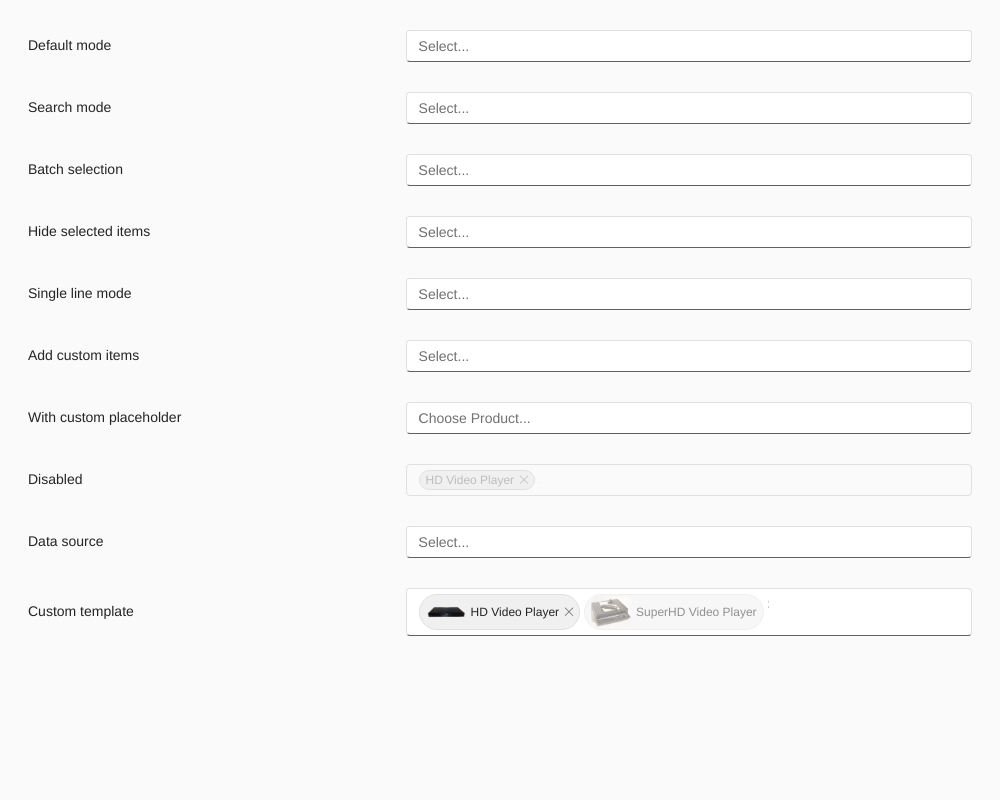 Default mode
Select...
Search mode
Select...
Batch selection
Select...
Hide selected items
Select...
Single line mode
Select...
Add custom items
Select...
With custom placeholder
Choose Product...
Disabled
HD Video Player
Data source
Select...
Custom template
HD Video Player
SuperHD Video Player